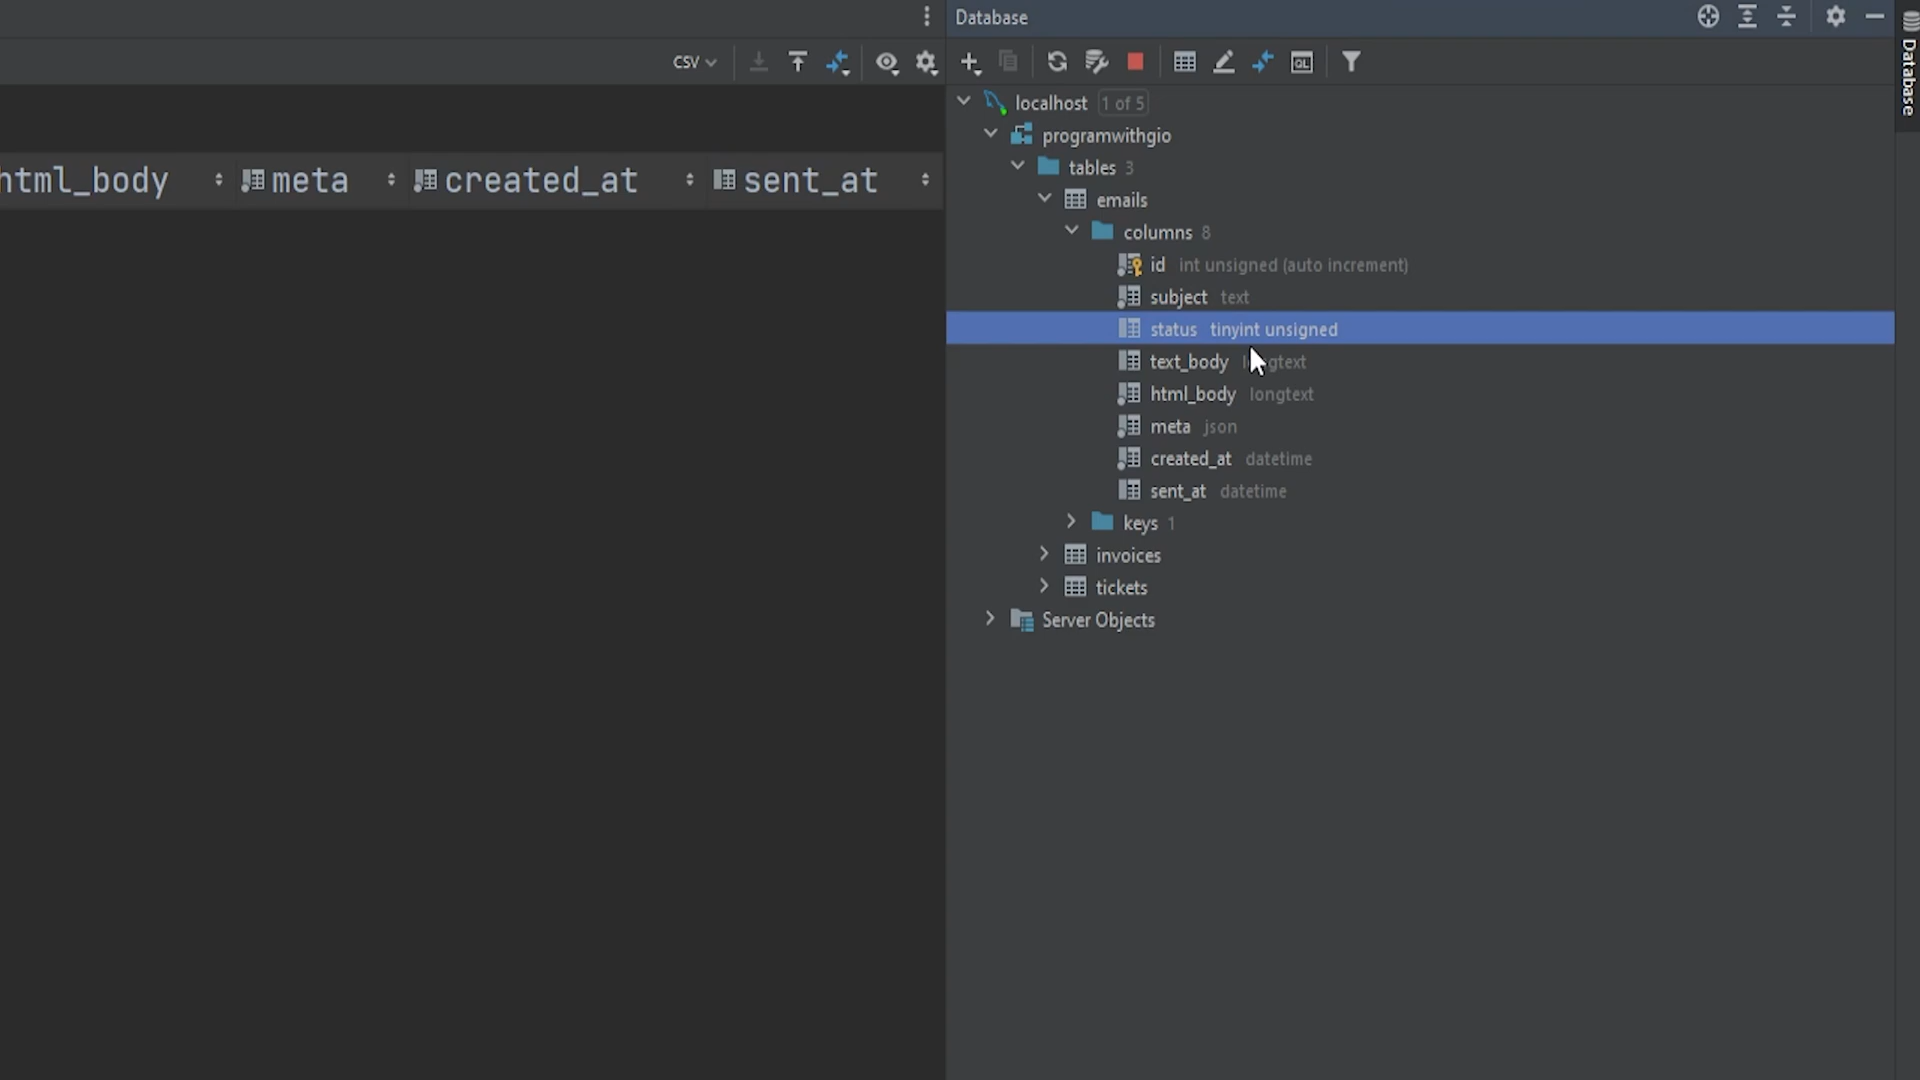 Database
CSV
localhost 1 of 5
programwithgio
tables 3
emails
columns 8
id int unsigned (auto increment)
subject text
status tinyint unsigned
text_body
html_body longtext
meta json
created_at datetime
sent_at datetime
keys 1
invoices
tickets
Server Objects
html_body meta created_at sent_at
QL
Database